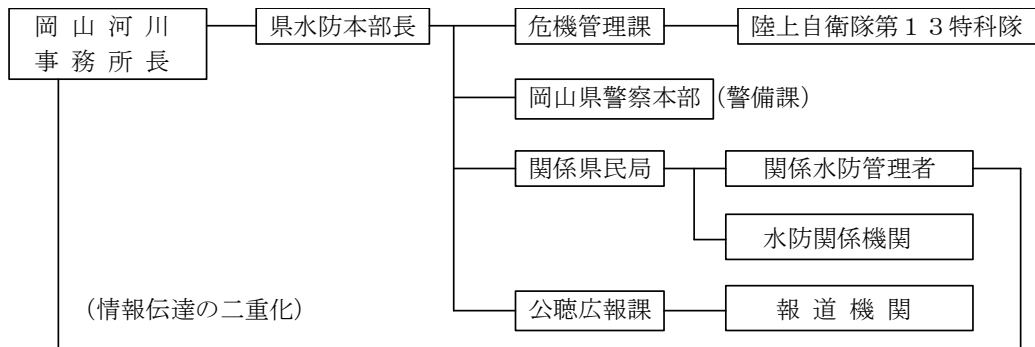 岡山河川
事務所長
県水防本部長
危機管理課
陸上自衛隊第１３特科隊
岡山県警察本部(警備課)
関係県民局
関係水防管理者
水防関係機関
(情報伝達の二重化)
公聴広報課
報道機関